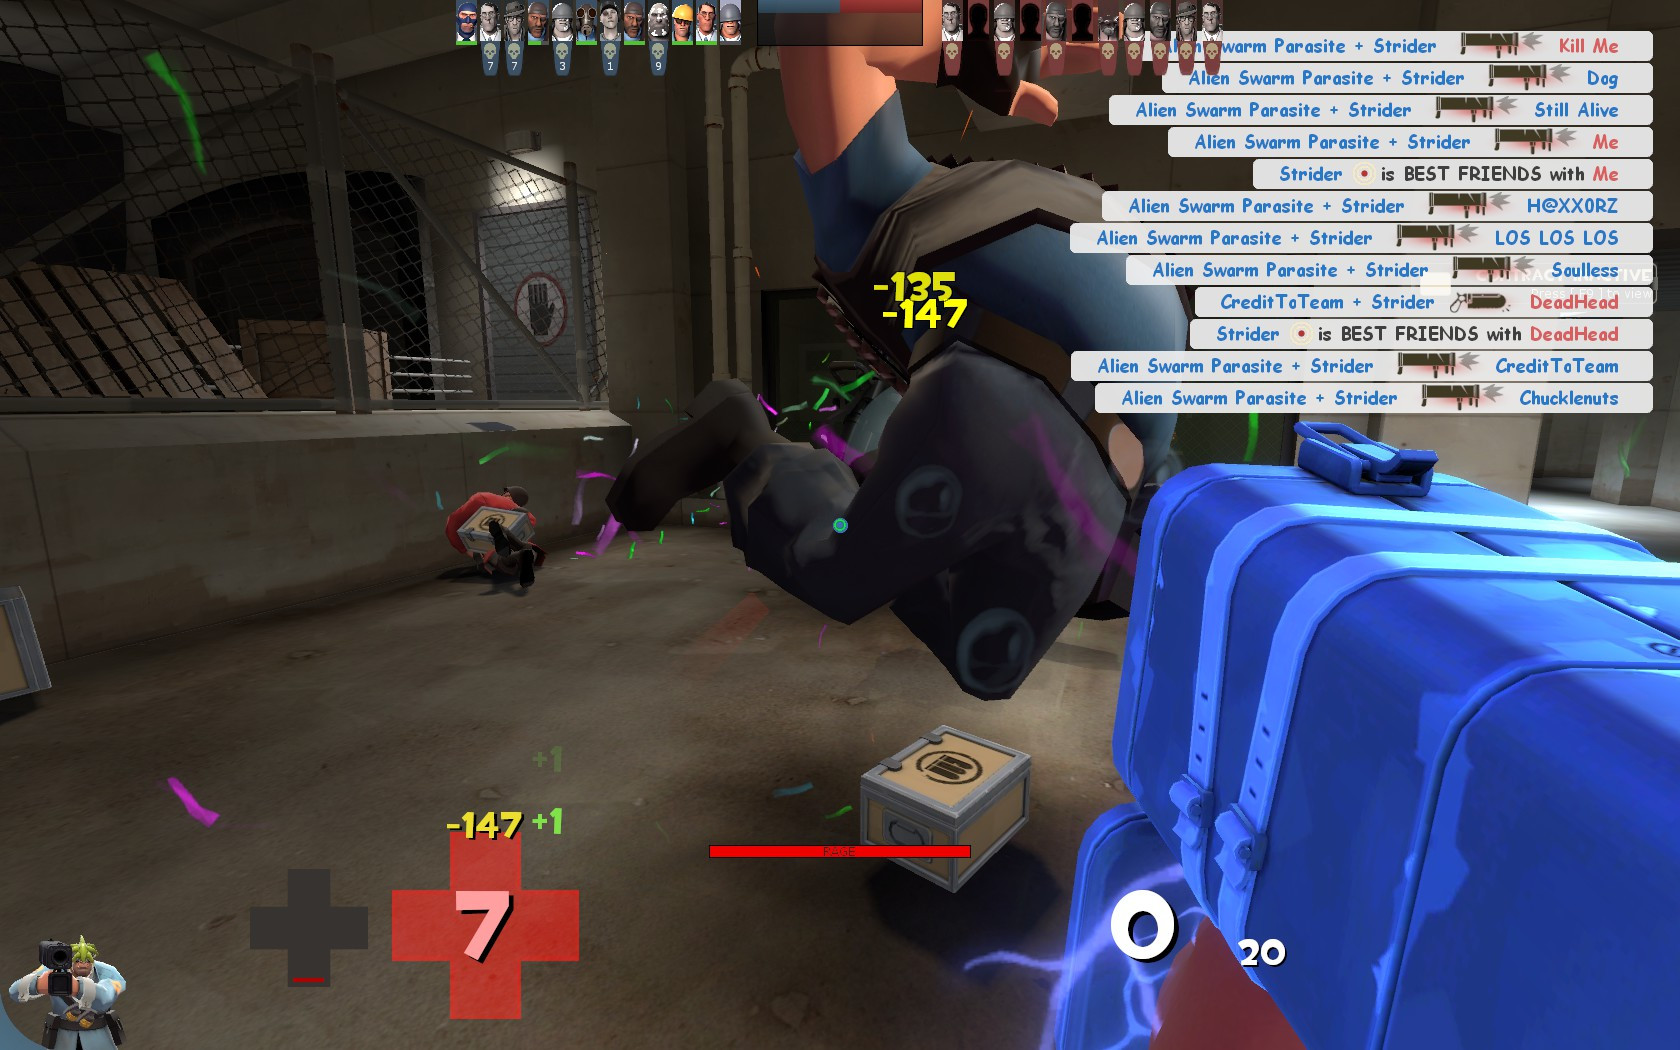 7 7 3 1 9
Swarm Parasite + Strider Kill Me
Alien Swarm Parasite + Strider Dog
Alien Swarm Parasite + Strider Still Alive
Alien Swarm Parasite + Strider Me
Strider is BEST FRIENDS with Me
Alien Swarm Parasite + Strider H@XX0RZ
Alien Swarm Parasite + Strider LOS LOS LOS
Alien Swarm Parasite + Strider Soulless
CreditToTeam + Strider DeadHead
Strider is BEST FRIENDS with DeadHead
Alien Swarm Parasite + Strider CreditToTeam
Alien Swarm Parasite + Strider Chucklenuts
-135
-147
+1
-147 +1
RAGE
7
0
20